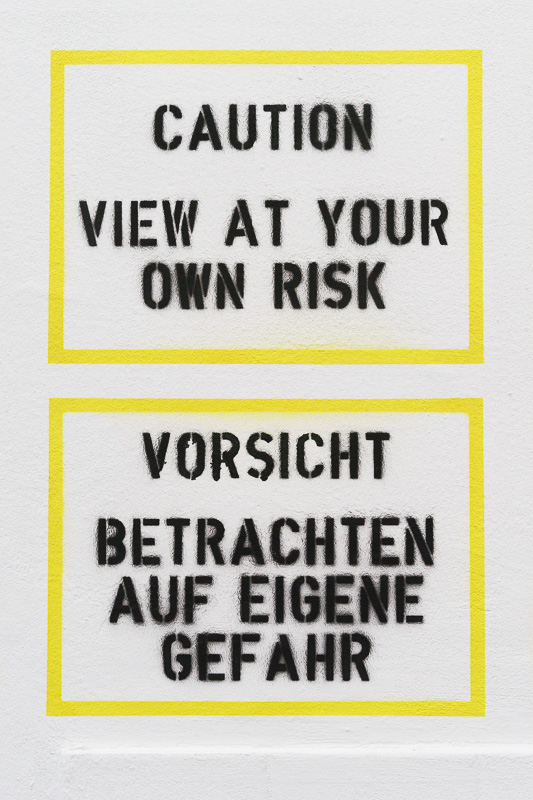 CAUTION
VIEW AT YOUR
OWN RISK
VORSICHT
BETRACHTEN
AUF EIGENE
GEFAHR